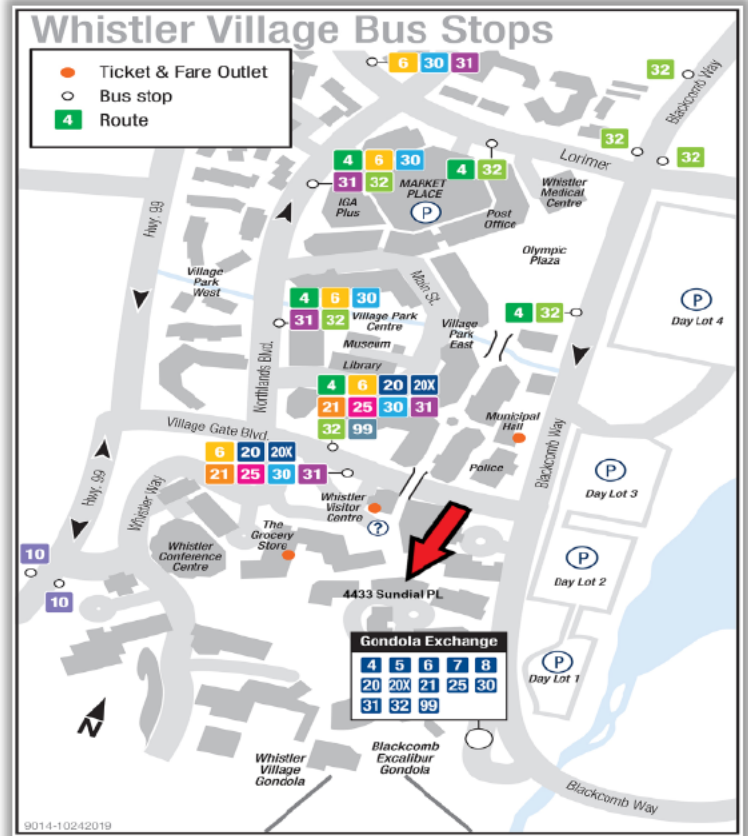 Whistler Village Bus Stops
Ticket & Fare Outlet
Bus stop
4 Route
6 30 31
32
Blackcomb Way
32
32
Lorimer
4 6 30
31 32
MARKET
PLACE
4 32
P
IGA
Plus
Post
Office
Whistler
Medical
Centre
Olympic
Plaza
Hwy. 99
Village
Park
West
Main St.
P
Day Lot 4
4 6 30
31 32
Village Park
Centre
Museum
Library
Village
Park
East
4 32
Northlands Blvd.
4 6 20 20X
21 25 30 31
32 99
Municipal
Hall
Police
Blackcomb Way
Village Gate Blvd.
6 20 20X
21 25 30 31
P
Day Lot 3
Hwy. 99
Whistler Way
Whistler
Visitor
Centre
?
The
Grocery
Store
Whistler
Conference
Centre
P
Day Lot 2
10
10
4433 Sundial PL
Gondola Exchange
4 5 6 7 8
20 20X 21 25 30
31 32 99
P
Day Lot 1
N
Whistler
Village
Gondola
Blackcomb
Excalibur
Gondola
Blackcomb Way
9014-10242019